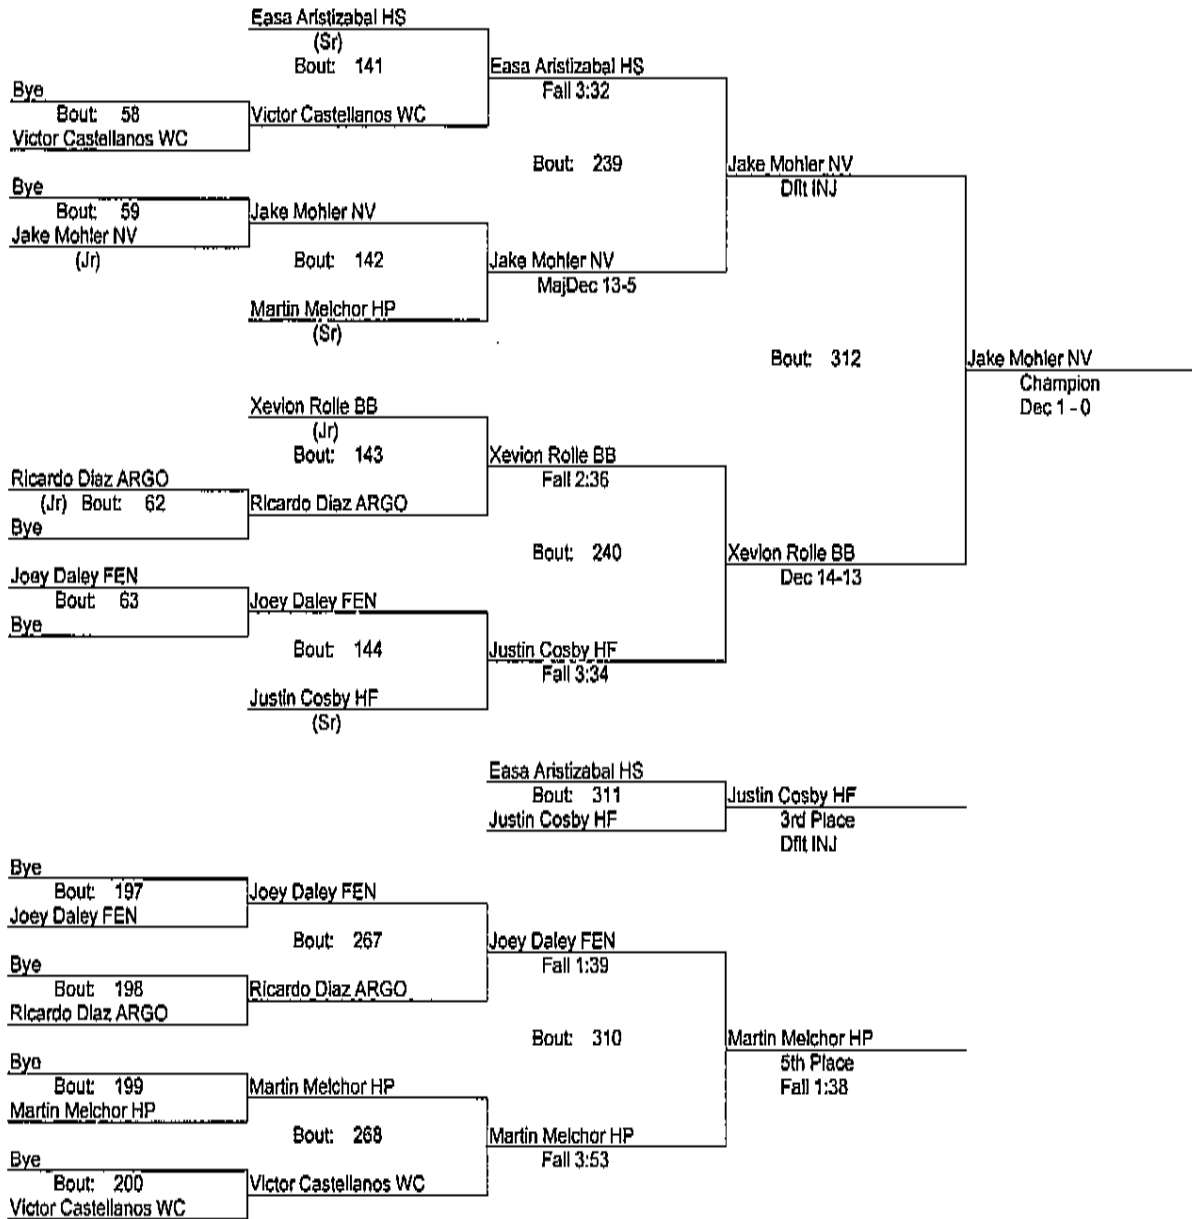 Easa Aristizabal HS
(Sr)
Bout: 141
Easa Aristizabal HS
Fall 3:32
Bye
Bout: 58
Victor Castellanos WC
Victor Castellanos WC
Bout: 239
Jake Mohler NV
Dflt INJ
Bye
Bout: 59
Jake Mohler NV
Jake Mohler NV
(Jr)
Bout: 142
Jake Mohler NV
MajDec 13-5
Martin Melchor HP
(Sr)
Bout: 312
Jake Mohler NV
Champion
Dec 1 - 0
Xevion Rolle BB
(Jr)
Bout: 143
Xevion Rolle BB
Fall 2:36
Ricardo Diaz ARGO
(Jr) Bout: 62
Ricardo Diaz ARGO
Bye
Bout: 240
Xevion Rolle BB
Dec 14-13
Joey Daley FEN
Bout: 63
Joey Daley FEN
Bye
Bout: 144
Justin Cosby HF
Fall 3:34
Justin Cosby HF
(Sr)
Easa Aristizabal HS
Bout: 311
Justin Cosby HF
Justin Cosby HF
3rd Place
Dflt INJ
Bye
Bout: 197
Joey Daley FEN
Joey Daley FEN
Bout: 267
Joey Daley FEN
Fall 1:39
Bye
Bout: 198
Ricardo Diaz ARGO
Ricardo Diaz ARGO
Bout: 310
Martin Melchor HP
5th Place
Fall 1:38
Bye
Bout: 199
Martin Melchor HP
Martin Melchor HP
Bout: 268
Martin Melchor HP
Fall 3:53
Bye
Bout: 200
Victor Castellanos WC
Victor Castellanos WC